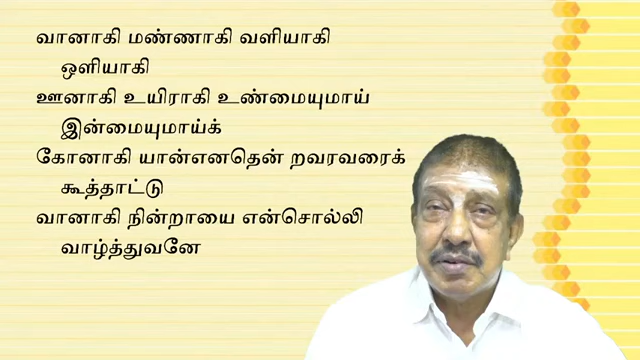 வானாகி மண்ணாகி வளியாகி
ஒளியாகி
ஊனாகி உயிராகி உண்மையுமாய்
இன்மையுமாய்க்
கோனாகி யான்எனதென் றவரவரைக்
கூத்தாட்டு
வானாகி நின்றாயை என்சொல்லி
வாழ்த்துவனே